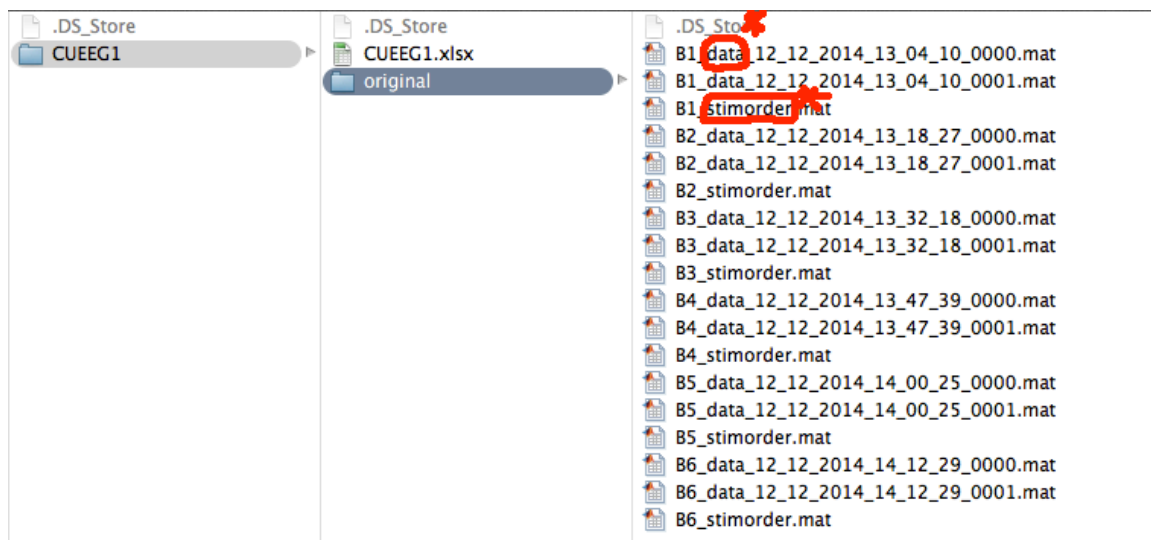 .DS_Store
CUEEG1
.DS_Store
CUEEG1.xlsx
original
.DS_Sto
B1_data_12_12_2014_13_04_10_0000.mat
B1_data_12_12_2014_13_04_10_0001.mat
B1_stimorder.mat
B2_data_12_12_2014_13_18_27_0000.mat
B2_data_12_12_2014_13_18_27_0001.mat
B2_stimorder.mat
B3_data_12_12_2014_13_32_18_0000.mat
B3_data_12_12_2014_13_32_18_0001.mat
B3_stimorder.mat
B4_data_12_12_2014_13_47_39_0000.mat
B4_data_12_12_2014_13_47_39_0001.mat
B4_stimorder.mat
B5_data_12_12_2014_14_00_25_0000.mat
B5_data_12_12_2014_14_00_25_0001.mat
B5_stimorder.mat
B6_data_12_12_2014_14_12_29_0000.mat
B6_data_12_12_2014_14_12_29_0001.mat
B6_stimorder.mat